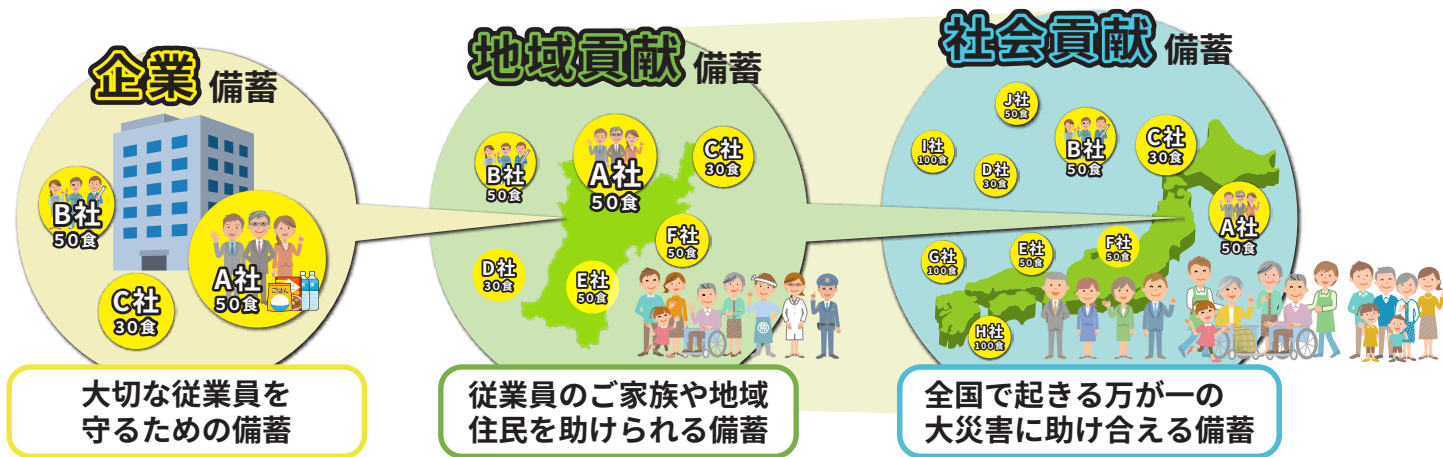 企業 備蓄
B社
50食
A社
50食
ごはん
C社
30食
大切な従業員を
守るための備蓄
地域貢献 備蓄
B社
50食
A社
50食
C社
30食
F社
50食
D社
30食
E社
50食
従業員のご家族や地域
住民を助けられる備蓄
社会貢献 備蓄
J社
50食
I社
100食
D社
30食
B社
50食
C社
30食
A社
50食
G社
100食
E社
50食
F社
50食
H社
100食
全国で起きる万が一の
大災害に助け合える備蓄